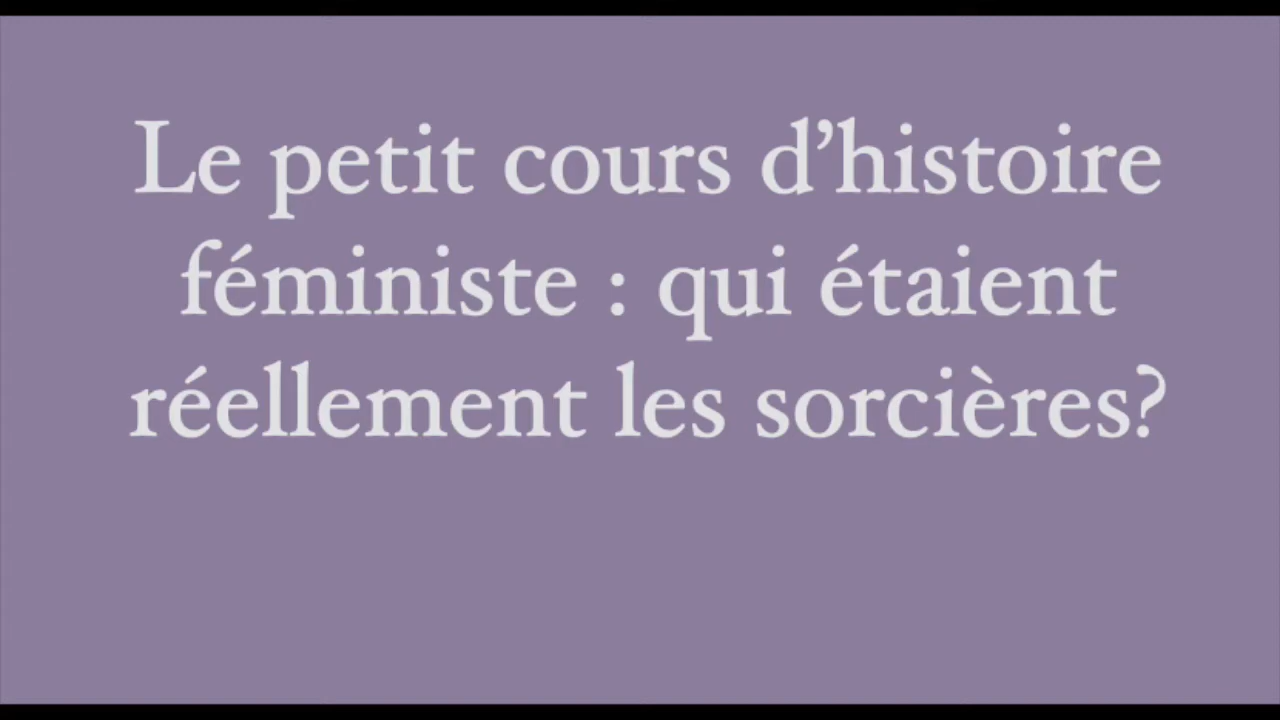 Le petit cours d’histoire
féministe : qui étaient
réellement les sorcières?